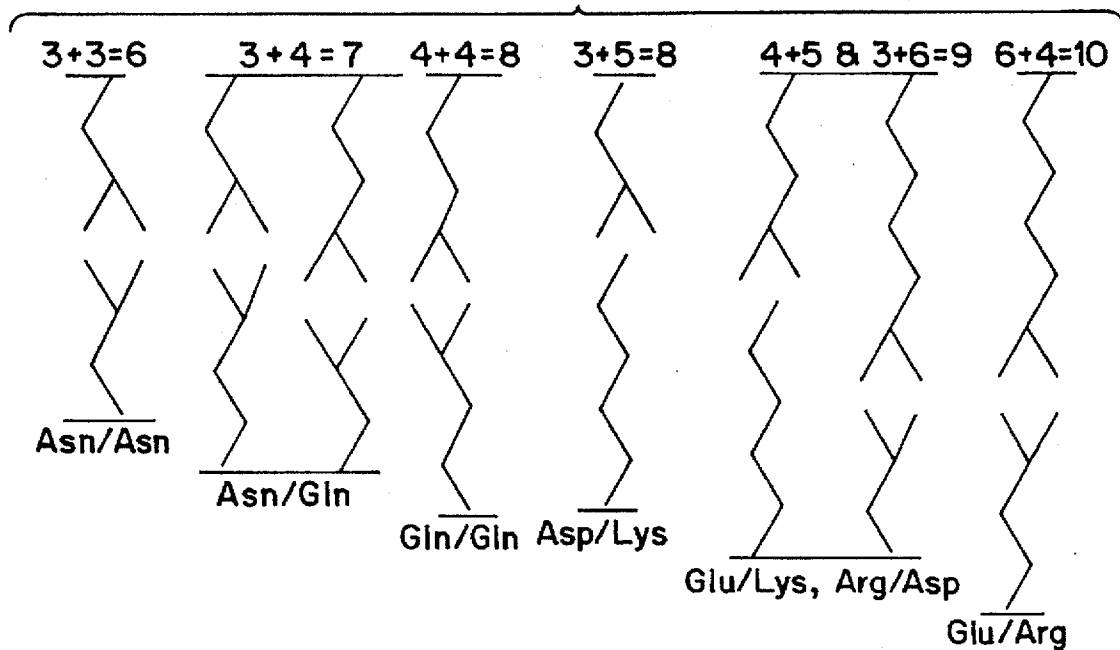 3+3=6 3+4=7 4+4=8 3+5=8 4+5 & 3+6=9 6+4=10
Asn/Asn
Asn/Gln
Gln/Gln Asp/Lys
Glu/Lys, Arg/Asp
Glu/Arg